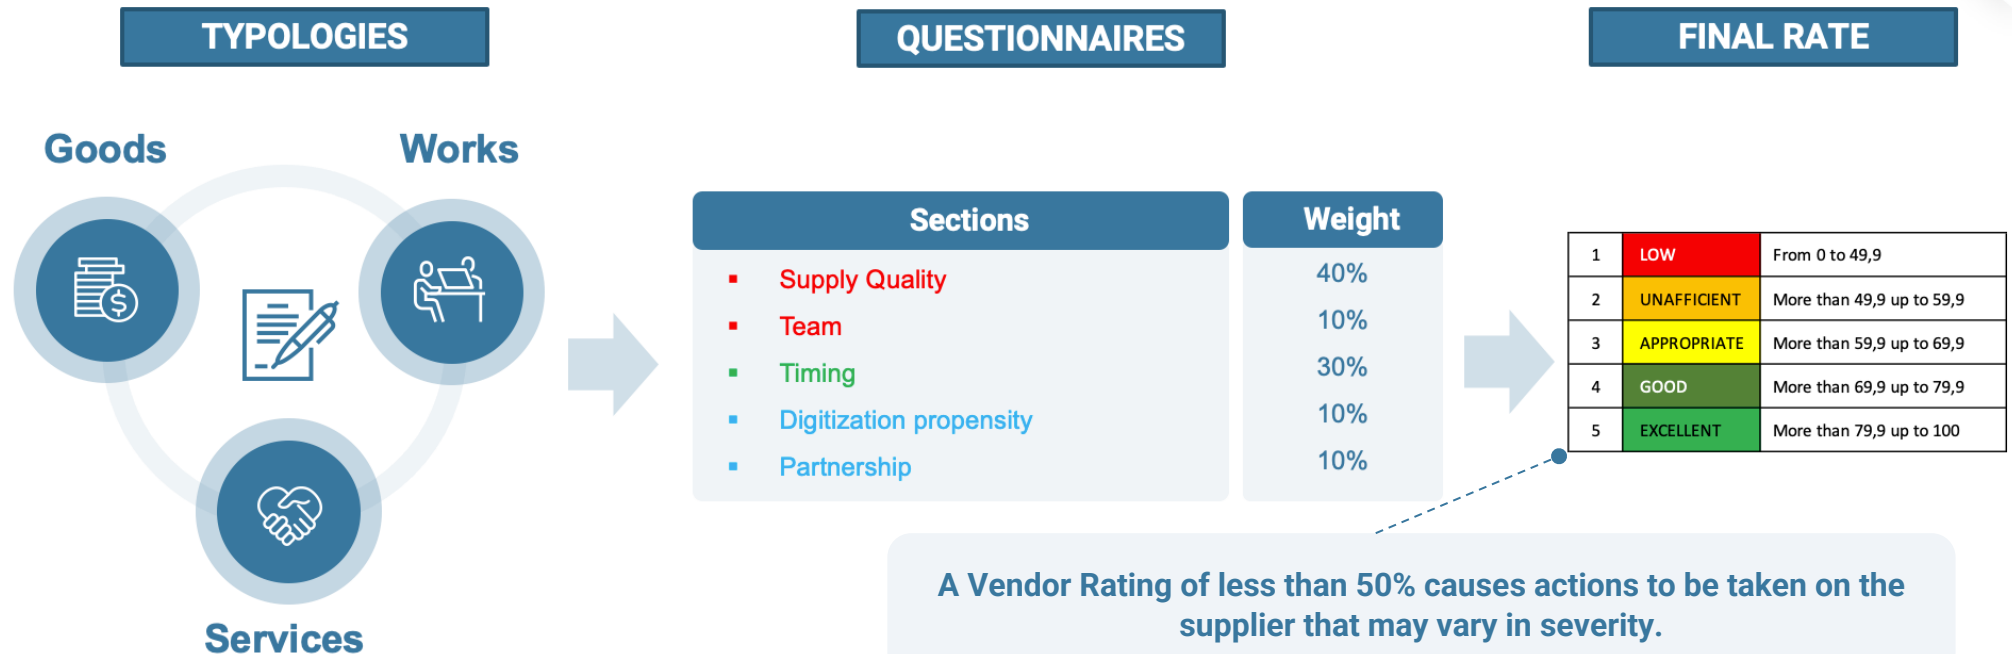 TYPOLOGIES
QUESTIONNAIRES
FINAL RATE
Goods
Works
Services
Sections
Weight
▪ Supply Quality
40%
▪ Team
10%
▪ Timing
30%
▪ Digitization propensity
10%
▪ Partnership
10%
1 LOW From 0 to 49,9
2 UNAFFICIENT More than 49,9 up to 59,9
3 APPROPRIATE More than 59,9 up to 69,9
4 GOOD More than 69,9 up to 79,9
5 EXCELLENT More than 79,9 up to 100
A Vendor Rating of less than 50% causes actions to be taken on the
supplier that may vary in severity.